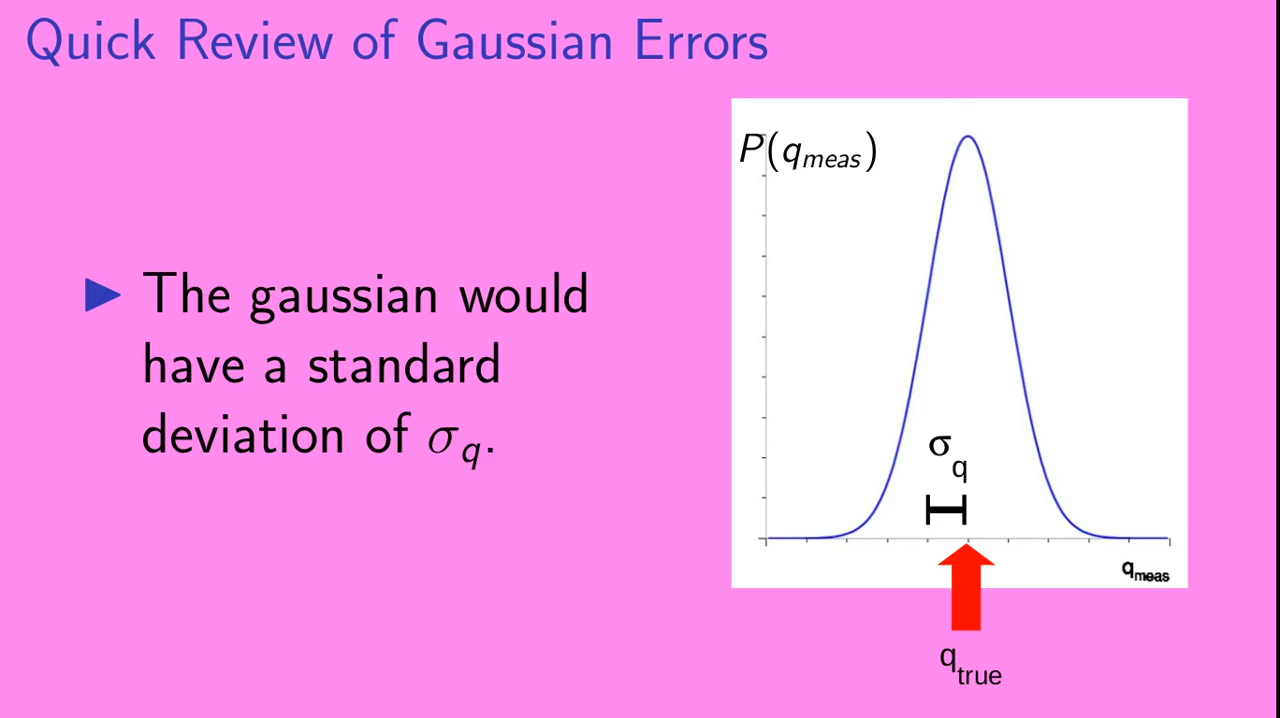 Quick Review of Gaussian Errors
P(q_meas)
▶ The gaussian would
have a standard
deviation of σ_q.
σ_q
q_meas
q_true